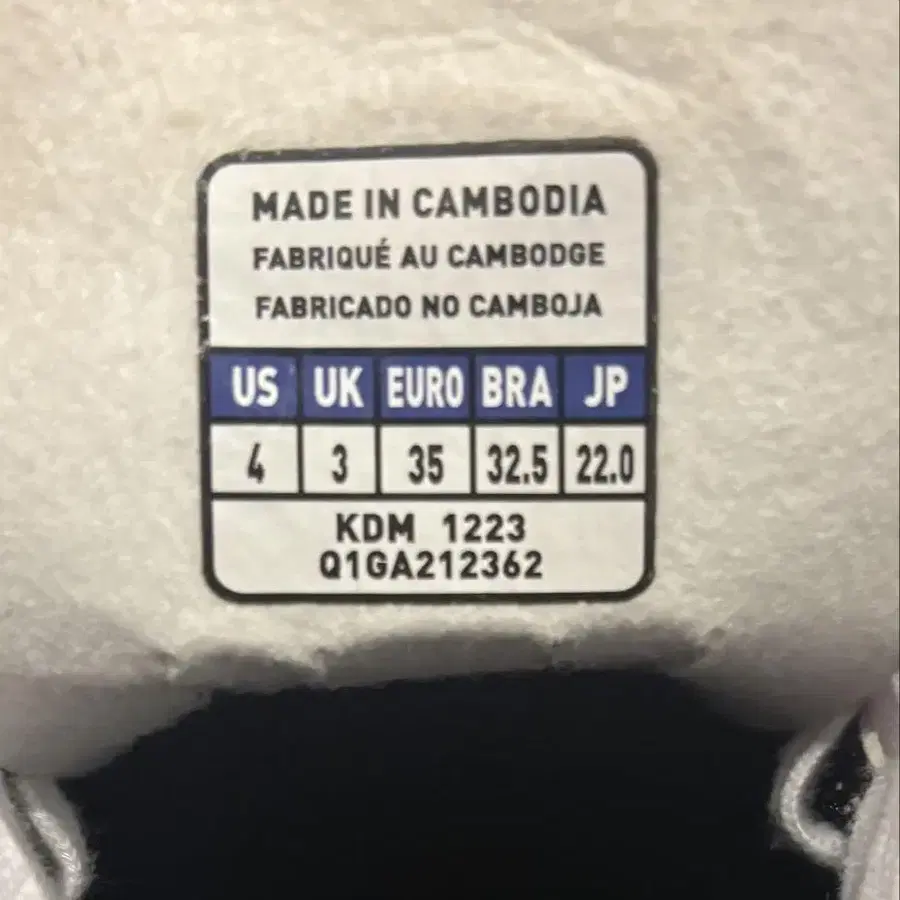 MADE IN CAMBODIA
FABRIQUÉ AU CAMBODGE
FABRICADO NO CAMBOJA
US UK EURO BRA JP
4 3 35 32.5 22.0
KDM 1223
Q1GA212362